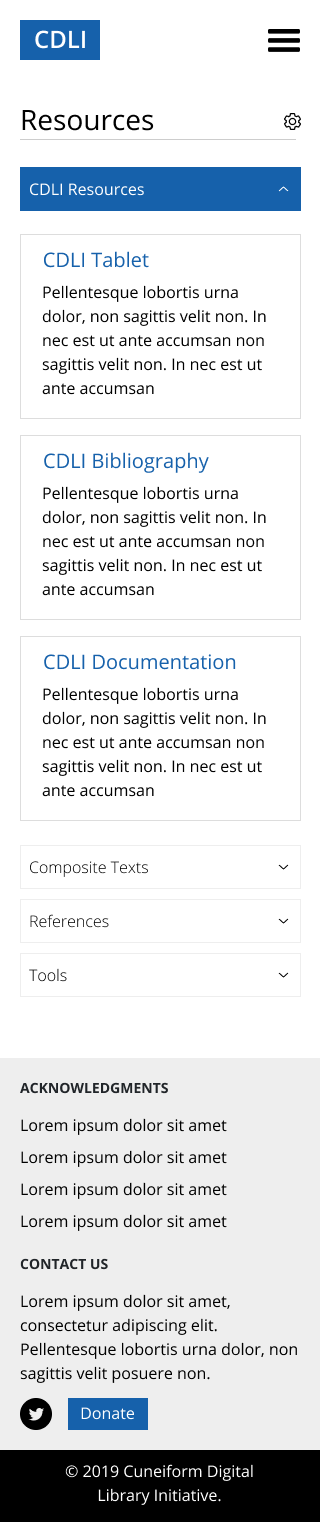 CDLI
Resources
CDLI Resources
CDLI Tablet
Pellentesque lobortis urna
dolor, non sagittis velit non. In
nec est ut ante accumsan non
sagittis velit non. In nec est ut
ante accumsan
CDLI Bibliography
Pellentesque lobortis urna
dolor, non sagittis velit non. In
nec est ut ante accumsan non
sagittis velit non. In nec est ut
ante accumsan
CDLI Documentation
Pellentesque lobortis urna
dolor, non sagittis velit non. In
nec est ut ante accumsan non
sagittis velit non. In nec est ut
ante accumsan
Composite Texts
References
Tools
ACKNOWLEDGMENTS
Lorem ipsum dolor sit amet
Lorem ipsum dolor sit amet
Lorem ipsum dolor sit amet
Lorem ipsum dolor sit amet
CONTACT US
Lorem ipsum dolor sit amet,
consectetur adipiscing elit.
Pellentesque lobortis urna dolor, non
sagittis velit posuere non.
Donate
© 2019 Cuneiform Digital
Library Initiative.